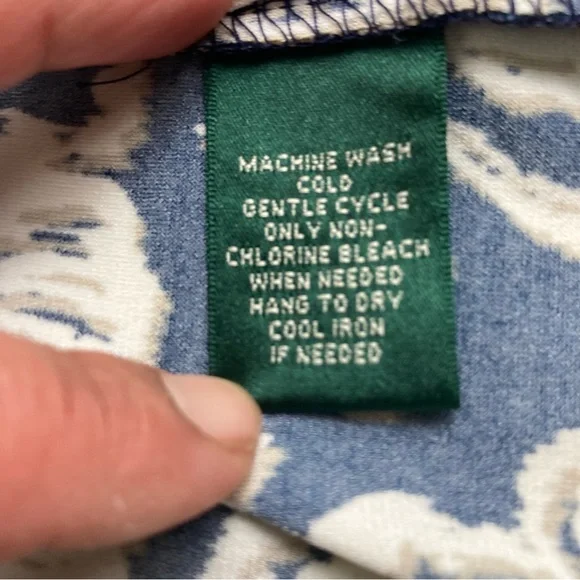 MACHINE WASH
COLD
GENTLE CYCLE
ONLY NON-
CHLORINE BLEACH
WHEN NEEDED
HANG TO DRY
COOL IRON
IF NEEDED